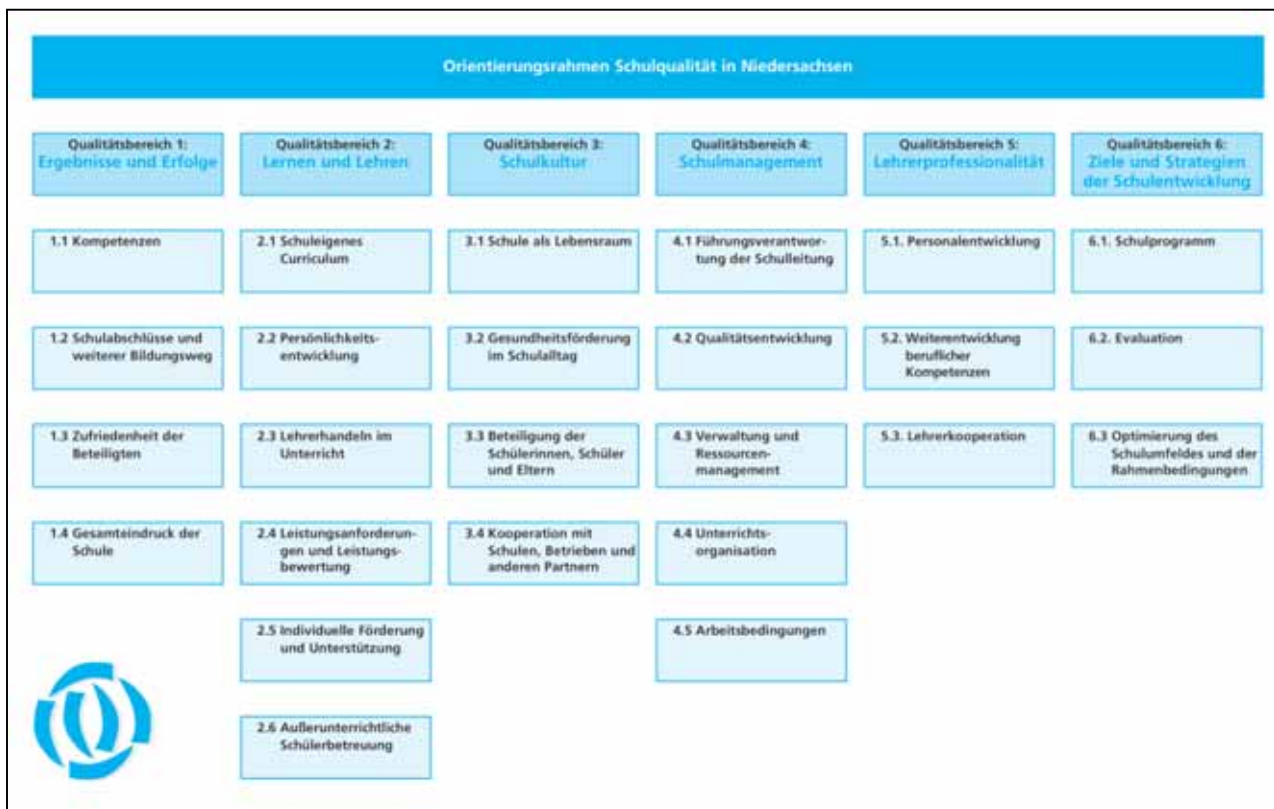 Orientierungsrahmen Schulqualität in Niedersachsen
Qualitätsbereich 1:
Ergebnisse und Erfolge
1.1 Kompetenzen
1.2 Schulabschlüsse und
weiterer Bildungsweg
1.3 Zufriedenheit der
Beteiligten
1.4 Gesamteindruck der
Schule
Qualitätsbereich 2:
Lernen und Lehren
2.1 Schuleigenes
Curriculum
2.2 Persönlichkeits-
entwicklung
2.3 Lehrerhandeln im
Unterricht
2.4 Leistungsanforderun-
gen und Leistungs-
bewertung
2.5 Individuelle Förderung
und Unterstützung
2.6 Außerunterrichtliche
Schülerbetreuung
Qualitätsbereich 3:
Schulkultur
3.1 Schule als Lebensraum
3.2 Gesundheitsförderung
im Schulalltag
3.3 Beteiligung der
Schülerinnen, Schüler
und Eltern
3.4 Kooperation mit
Schulen, Betrieben und
anderen Partnern
Qualitätsbereich 4:
Schulmanagement
4.1 Führungsverantwor-
tung der Schulleitung
4.2 Qualitätsentwicklung
4.3 Verwaltung und
Ressourcen-
management
4.4 Unterrichts-
organisation
4.5 Arbeitsbedingungen
Qualitätsbereich 5:
Lehrerprofessionalität
5.1. Personalentwicklung
5.2. Weiterentwicklung
beruflicher
Kompetenzen
5.3. Lehrerkooperation
Qualitätsbereich 6:
Ziele und Strategien
der Schulentwicklung
6.1. Schulprogramm
6.2. Evaluation
6.3 Optimierung des
Schulumfeldes und der
Rahmenbedingungen